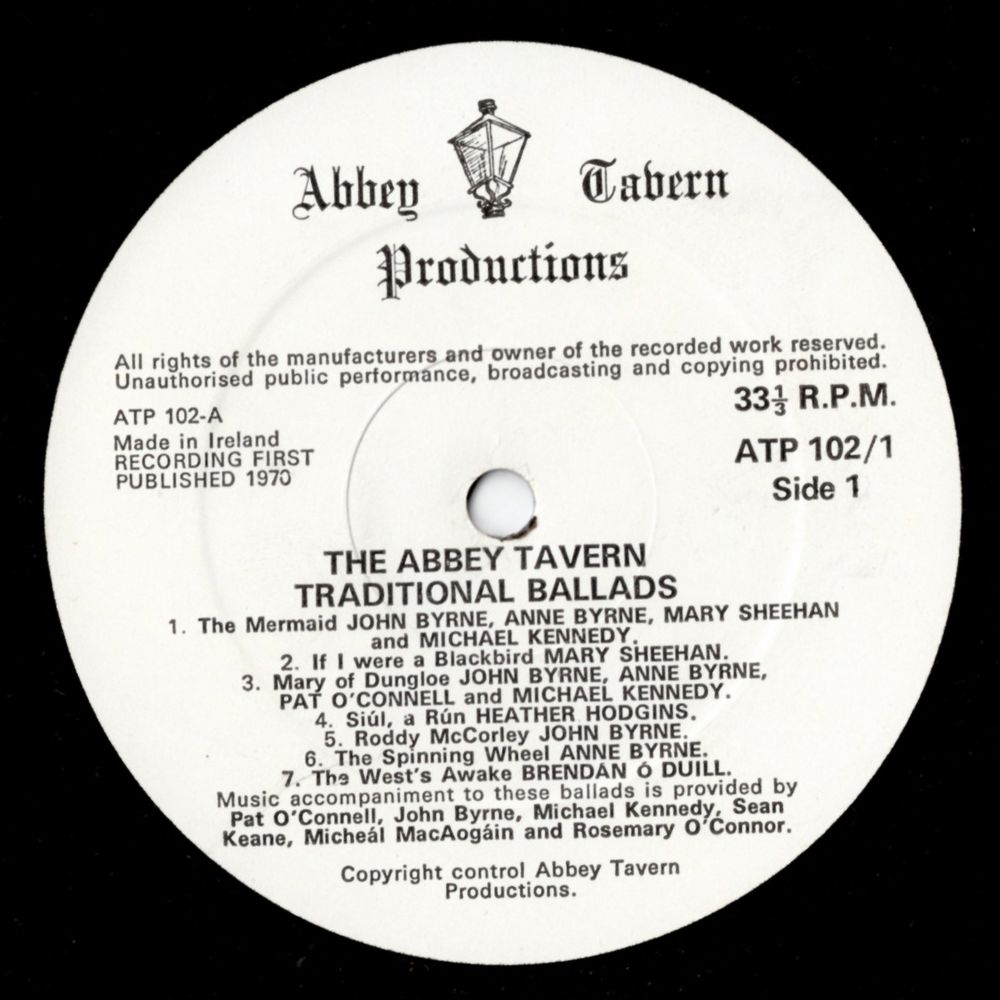 Abbey Tavern
Productions
All rights of the manufacturers and owner of the recorded work reserved.
Unauthorised public performance, broadcasting and copying prohibited.
33⅓ R.P.M.
ATP 102-A
Made in Ireland
RECORDING FIRST
PUBLISHED 1970
ATP 102/1
Side 1
THE ABBEY TAVERN
TRADITIONAL BALLADS
1. The Mermaid JOHN BYRNE, ANNE BYRNE, MARY SHEEHAN
and MICHAEL KENNEDY.
2. If I were a Blackbird MARY SHEEHAN.
3. Mary of Dungloe JOHN BYRNE, ANNE BYRNE,
PAT O'CONNELL and MICHAEL KENNEDY.
4. Siúl, a Rún HEATHER HODGINS.
5. Roddy McCorley JOHN BYRNE.
6. The Spinning Wheel ANNE BYRNE.
7. The West's Awake BRENDÁN Ó DUILL.
Music accompaniment to these ballads is provided by
Pat O'Connell, John Byrne, Michael Kennedy, Sean
Keane, Micheál MacAogáin and Rosemary O'Connor.
Copyright control Abbey Tavern
Productions.